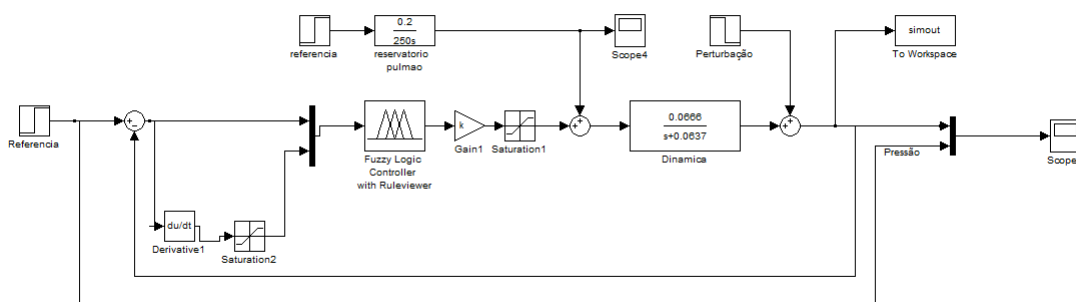 referencia
0.2
250s
reservatorio
pulmao
Scope4
Perturbação
simout
To Workspace
Referencia
Fuzzy Logic
Controller
with Ruleviewer
k
Gain1
Saturation1
0.0666
s+0.0637
Dinamica
Pressão
Scope
du/dt
Derivative1
Saturation2